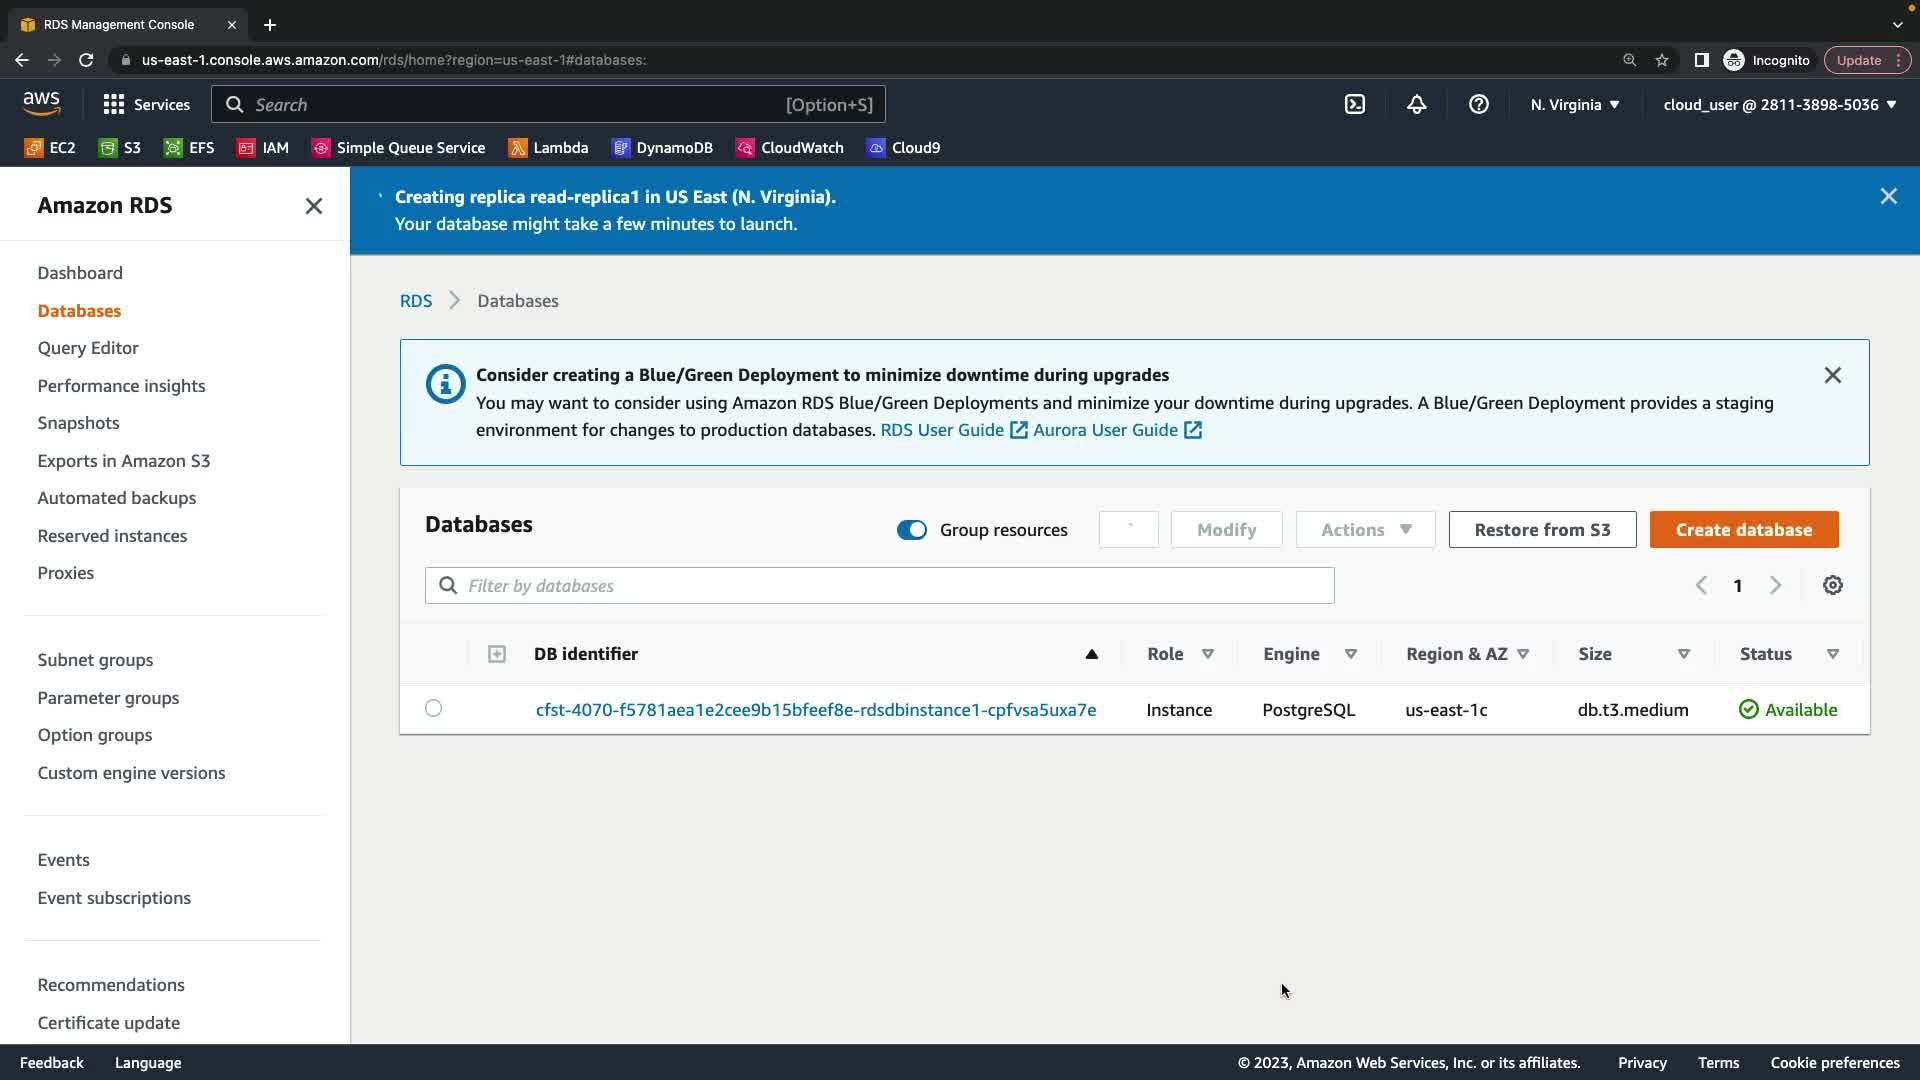 RDS Management Console
us-east-1.console.aws.amazon.com/rds/home?region=us-east-1#databases:
Incognito
Update
aws
Services
Search
[Option+S]
N. Virginia
cloud_user @ 2811-3898-5036
EC2
S3
EFS
IAM
Simple Queue Service
Lambda
DynamoDB
CloudWatch
Cloud9
Amazon RDS
Dashboard
Databases
Query Editor
Performance insights
Snapshots
Exports in Amazon S3
Automated backups
Reserved instances
Proxies
Subnet groups
Parameter groups
Option groups
Custom engine versions
Events
Event subscriptions
Recommendations
Certificate update
Creating replica read-replica1 in US East (N. Virginia).
Your database might take a few minutes to launch.
RDS
Databases
Consider creating a Blue/Green Deployment to minimize downtime during upgrades
You may want to consider using Amazon RDS Blue/Green Deployments and minimize your downtime during upgrades. A Blue/Green Deployment provides a staging
environment for changes to production databases. RDS User Guide Aurora User Guide
Databases
Group resources
Modify
Actions
Restore from S3
Create database
Filter by databases
1
DB identifier
Role
Engine
Region & AZ
Size
Status
cfst-4070-f5781aea1e2cee9b15bfeef8e-rdsdbinstance1-cpfvsa5uxa7e
Instance
PostgreSQL
us-east-1c
db.t3.medium
Available
Feedback
Language
© 2023, Amazon Web Services, Inc. or its affiliates.
Privacy
Terms
Cookie preferences